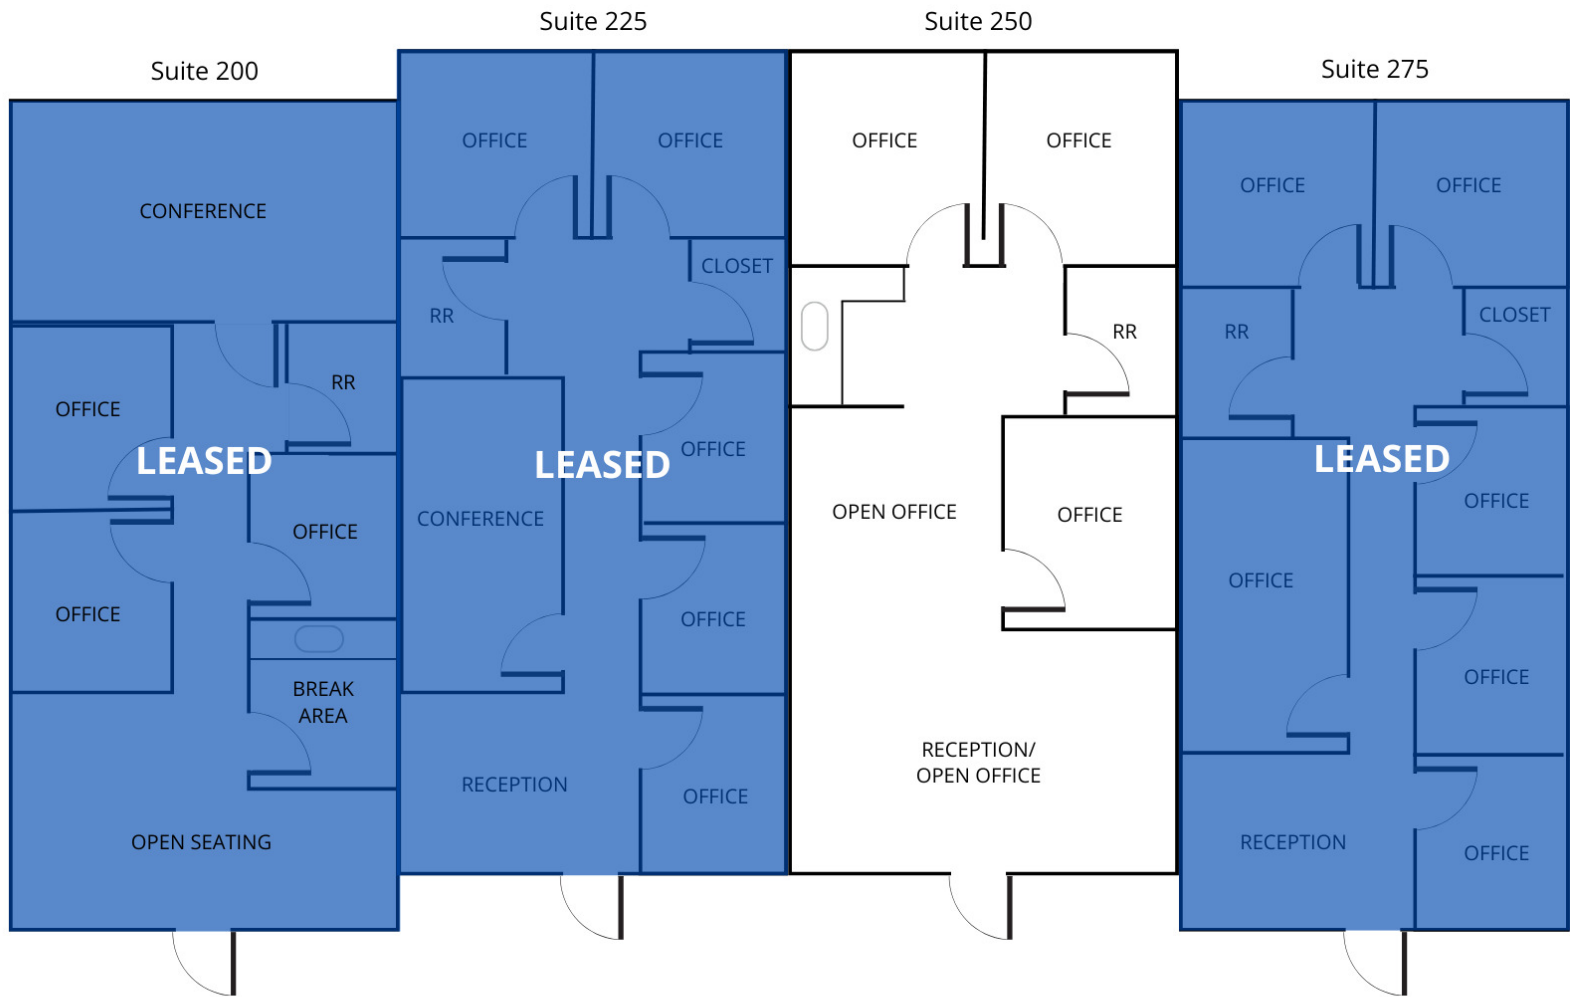 Suite 200
CONFERENCE
OFFICE
RR
LEASED
OFFICE
OFFICE
BREAK
AREA
OPEN SEATING
Suite 225
OFFICE
OFFICE
CLOSET
RR
OFFICE
LEASED
CONFERENCE
OFFICE
RECEPTION
OFFICE
Suite 250
OFFICE
OFFICE
RR
OPEN OFFICE
OFFICE
RECEPTION/
OPEN OFFICE
Suite 275
OFFICE
OFFICE
CLOSET
RR
LEASED
OFFICE
OFFICE
OFFICE
RECEPTION
OFFICE